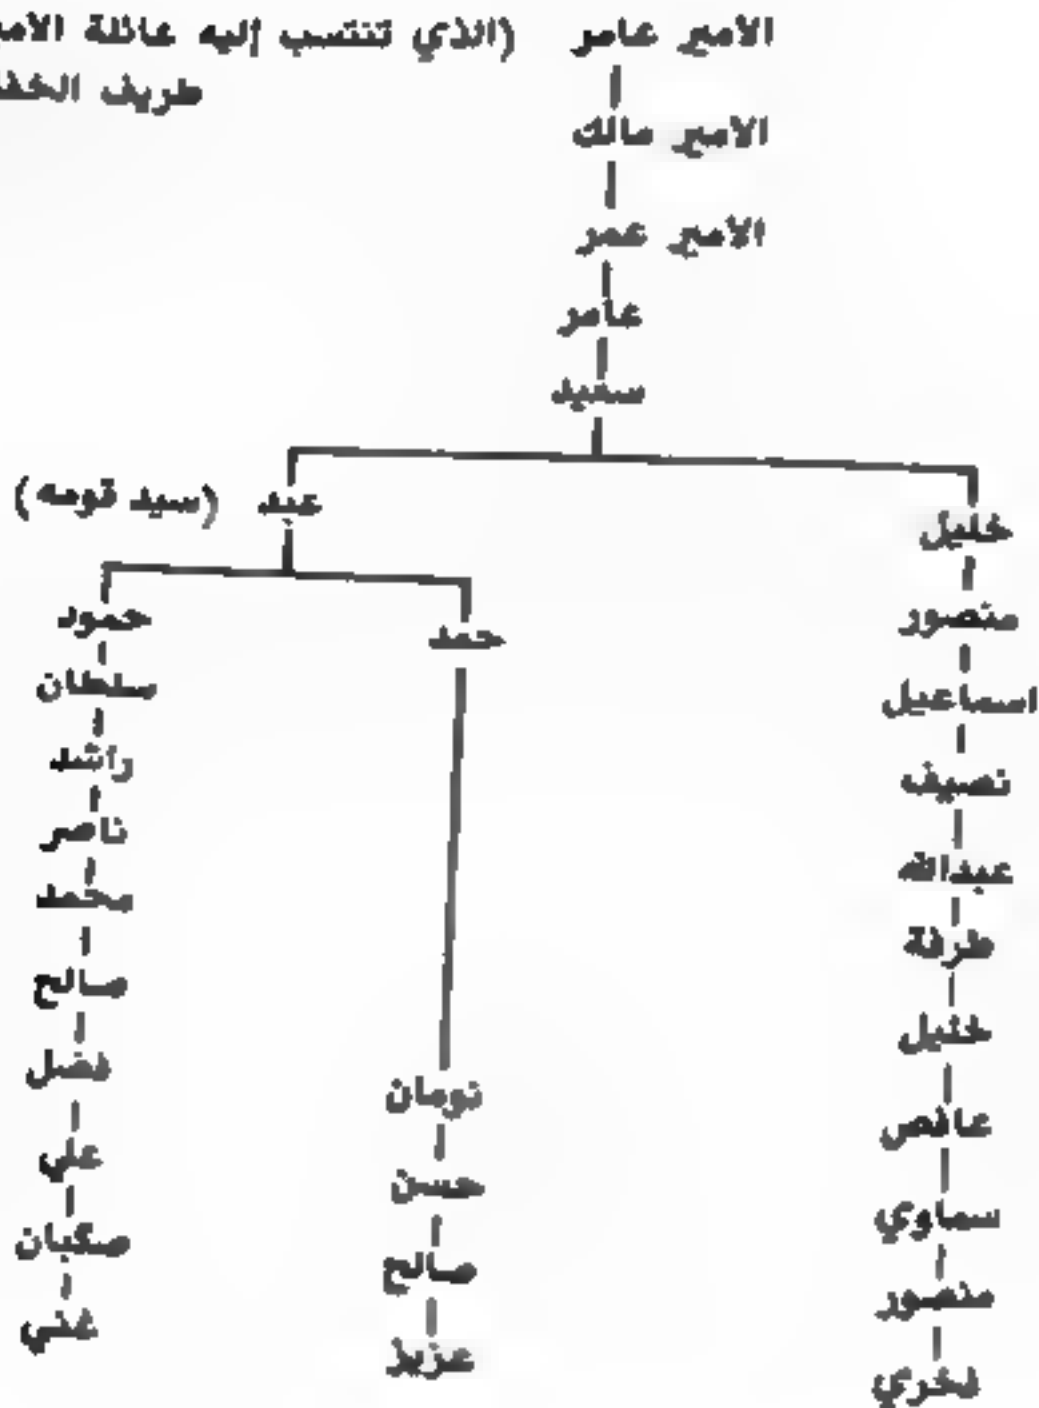 الامير عامر (الذي تنتسب إليه عائلة الامير
طريف الخفا
الامير مالك
الامير عمر
عامر
سعيد
خليل
منصور
اسماعيل
نصيف
عبدالله
طرفة
خليل
عافص
سماوي
منصور
فخري
عبد (سيد قومه)
حمد
نومان
حسن
صالح
عزيز
حمود
سلطان
راشد
ناصر
محمد
صالح
فضل
علي
صكبان
غني